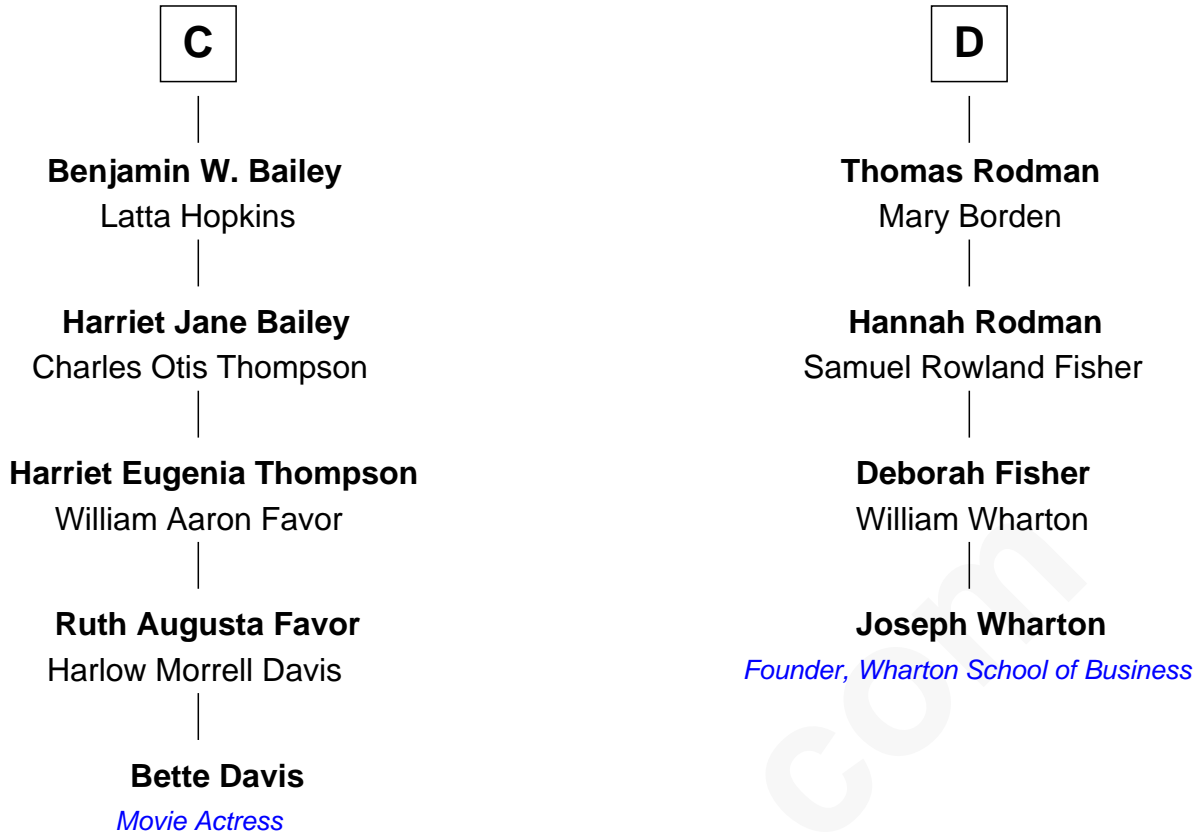 C
Benjamin W. Bailey
Latta Hopkins
Harriet Jane Bailey
Charles Otis Thompson
Harriet Eugenia Thompson
William Aaron Favor
Ruth Augusta Favor
Harlow Morrell Davis
Bette Davis
Movie Actress
D
Thomas Rodman
Mary Borden
Hannah Rodman
Samuel Rowland Fisher
Deborah Fisher
William Wharton
Joseph Wharton
Founder, Wharton School of Business
com